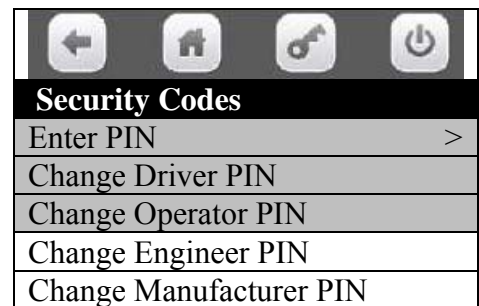 Security Codes
Enter PIN >
Change Driver PIN
Change Operator PIN
Change Engineer PIN
Change Manufacturer PIN